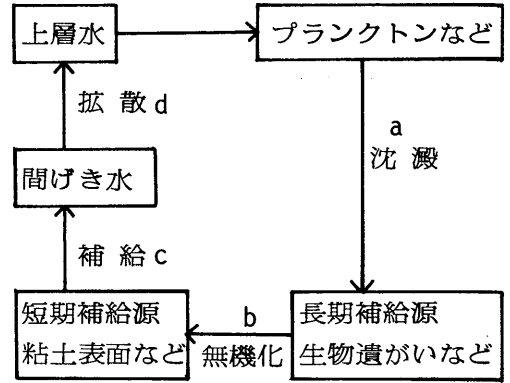 上層水
プランクトンなど
拡散 d
a
沈澱
間げき水
補給 c
短期補給源
粘土表面など
b
無機化
長期補給源
生物遺がいなど